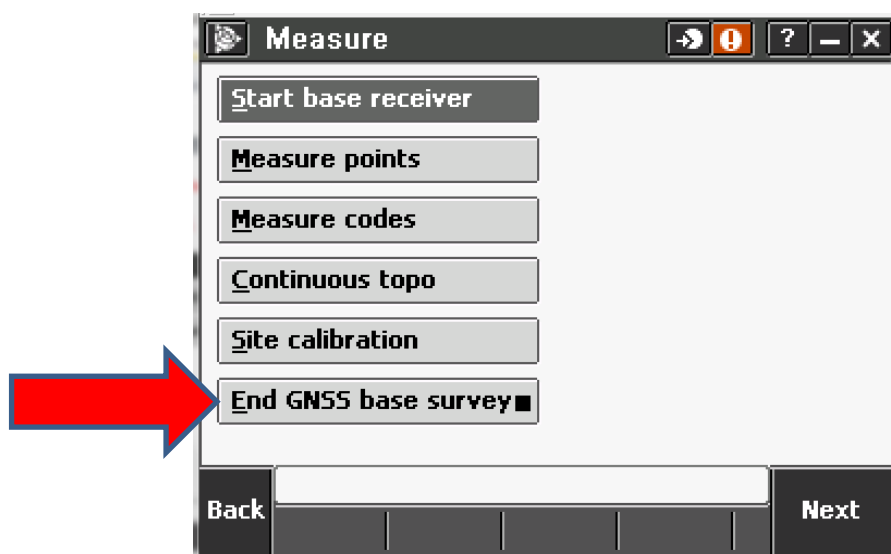 Measure
?
Start base receiver
Measure points
Measure codes
Continuous topo
Site calibration
End GNSS base survey
Back
Next